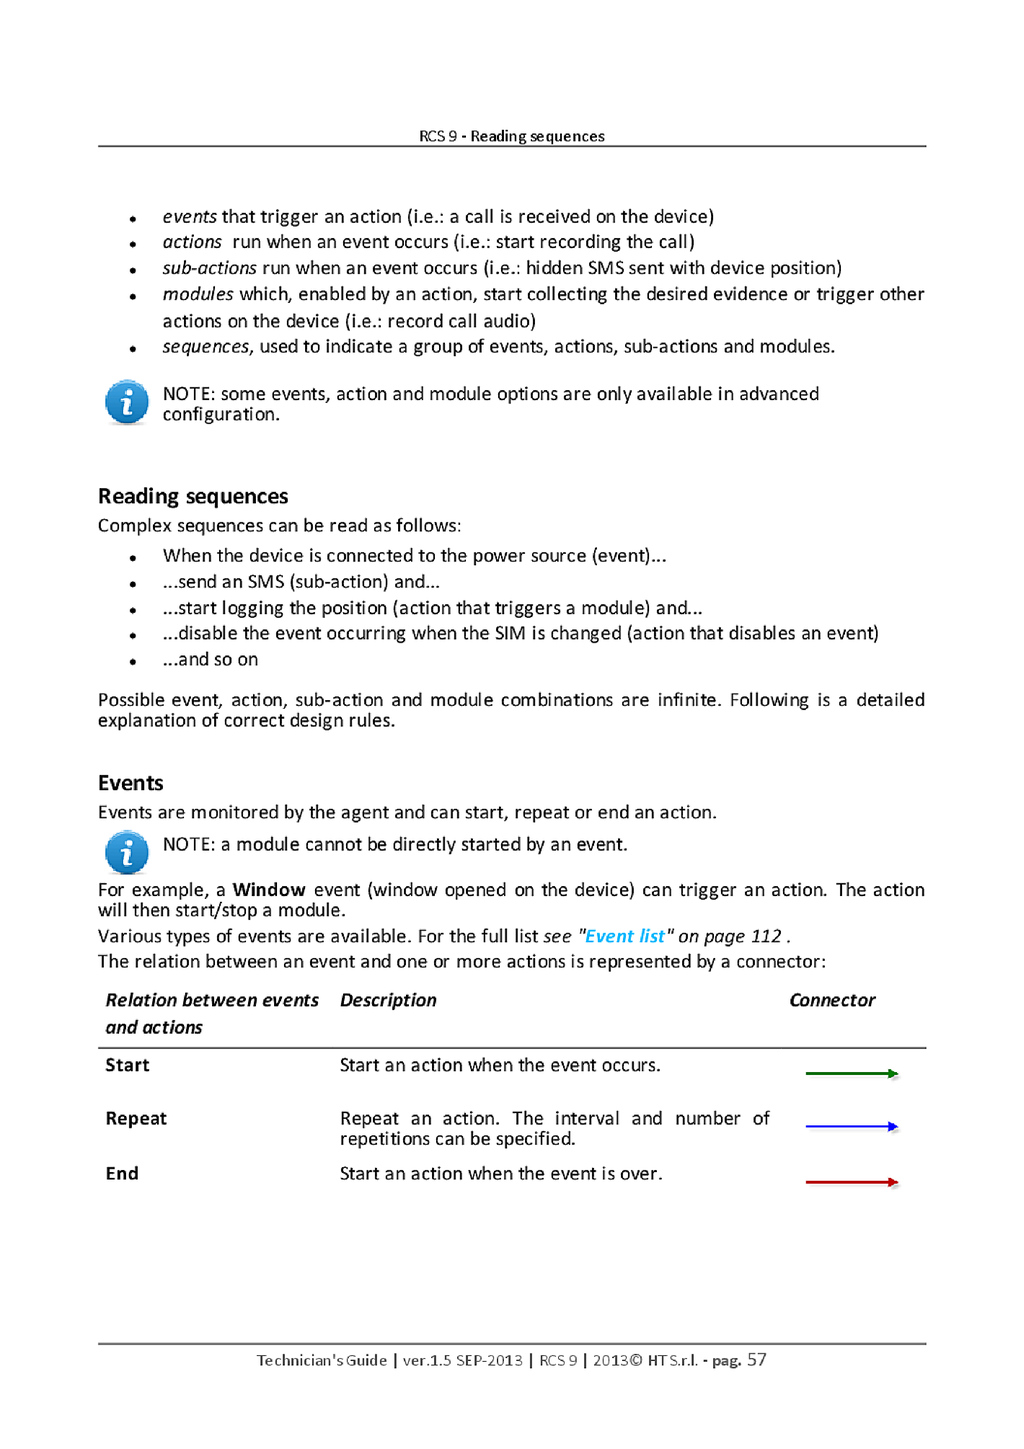 RCS 9 - Reading sequences
• events that trigger an action (i.e.: a call is received on the device)
• actions run when an event occurs (i.e.: start recording the call)
• sub-actions run when an event occurs (i.e.: hidden SMS sent with device position)
• modules which, enabled by an action, start collecting the desired evidence or trigger other
actions on the device (i.e.: record call audio)
• sequences, used to indicate a group of events, actions, sub-actions and modules.
NOTE: some events, action and module options are only available in advanced
configuration.
Reading sequences
Complex sequences can be read as follows:
• When the device is connected to the power source (event)...
• ...send an SMS (sub-action) and...
• ...start logging the position (action that triggers a module) and...
• ...disable the event occurring when the SIM is changed (action that disables an event)
• ...and so on
Possible event, action, sub-action and module combinations are infinite. Following is a detailed
explanation of correct design rules.
Events
Events are monitored by the agent and can start, repeat or end an action.
NOTE: a module cannot be directly started by an event.
For example, a Window event (window opened on the device) can trigger an action. The action
will then start/stop a module.
Various types of events are available. For the full list see "Event list" on page 112 .
The relation between an event and one or more actions is represented by a connector:
Relation between events Description Connector
and actions
Start Start an action when the event occurs.
Repeat Repeat an action. The interval and number of
repetitions can be specified.
End Start an action when the event is over.
Technician's Guide | ver.1.5 SEP-2013 | RCS 9 | 2013© HT S.r.l. - pag. 57